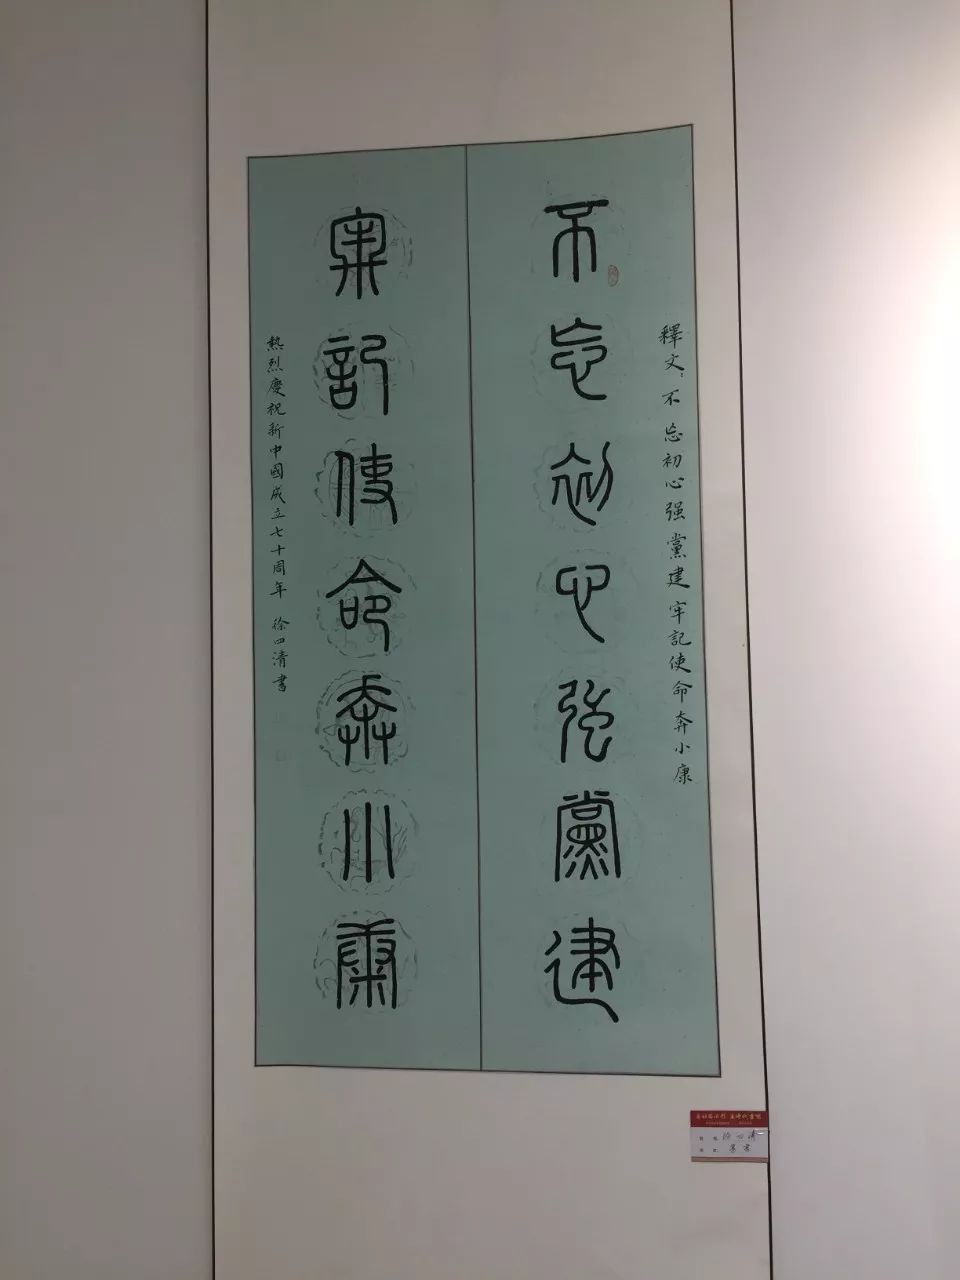 釋文：不忘初心强黨建牢記使命奔小康
不忘初心强黨建
牢記使命奔小康
熱烈慶祝新中國成立七十周年 徐四清書